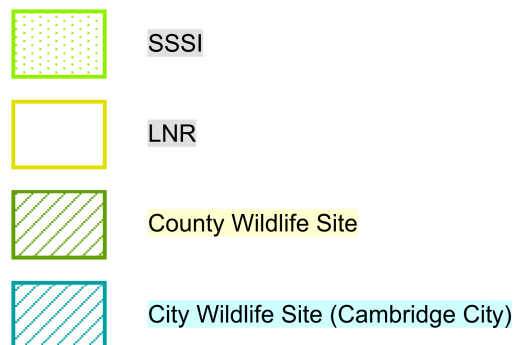 SSSI
LNR
County Wildlife Site
City Wildlife Site (Cambridge City)